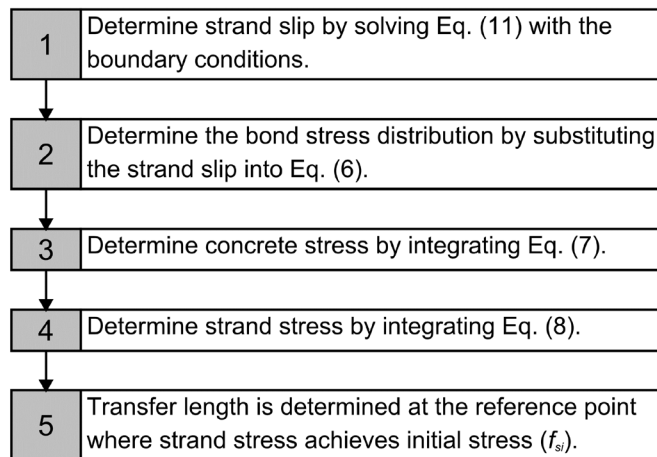 1
Determine strand slip by solving Eq. (11) with the
boundary conditions.
2
Determine the bond stress distribution by substituting
the strand slip into Eq. (6).
3
Determine concrete stress by integrating Eq. (7).
4
Determine strand stress by integrating Eq. (8).
5
Transfer length is determined at the reference point
where strand stress achieves initial stress (fsi).